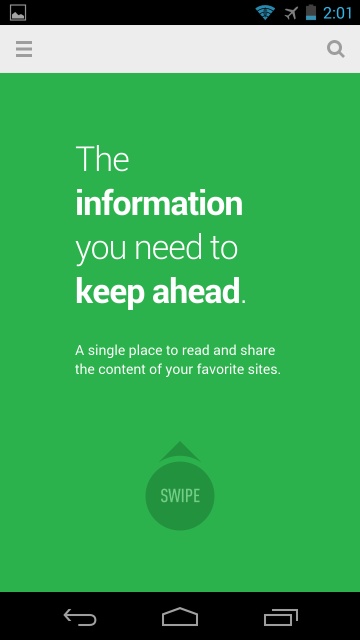 2:01
The
information
you need to
keep ahead.
A single place to read and share
the content of your favorite sites.
SWIPE